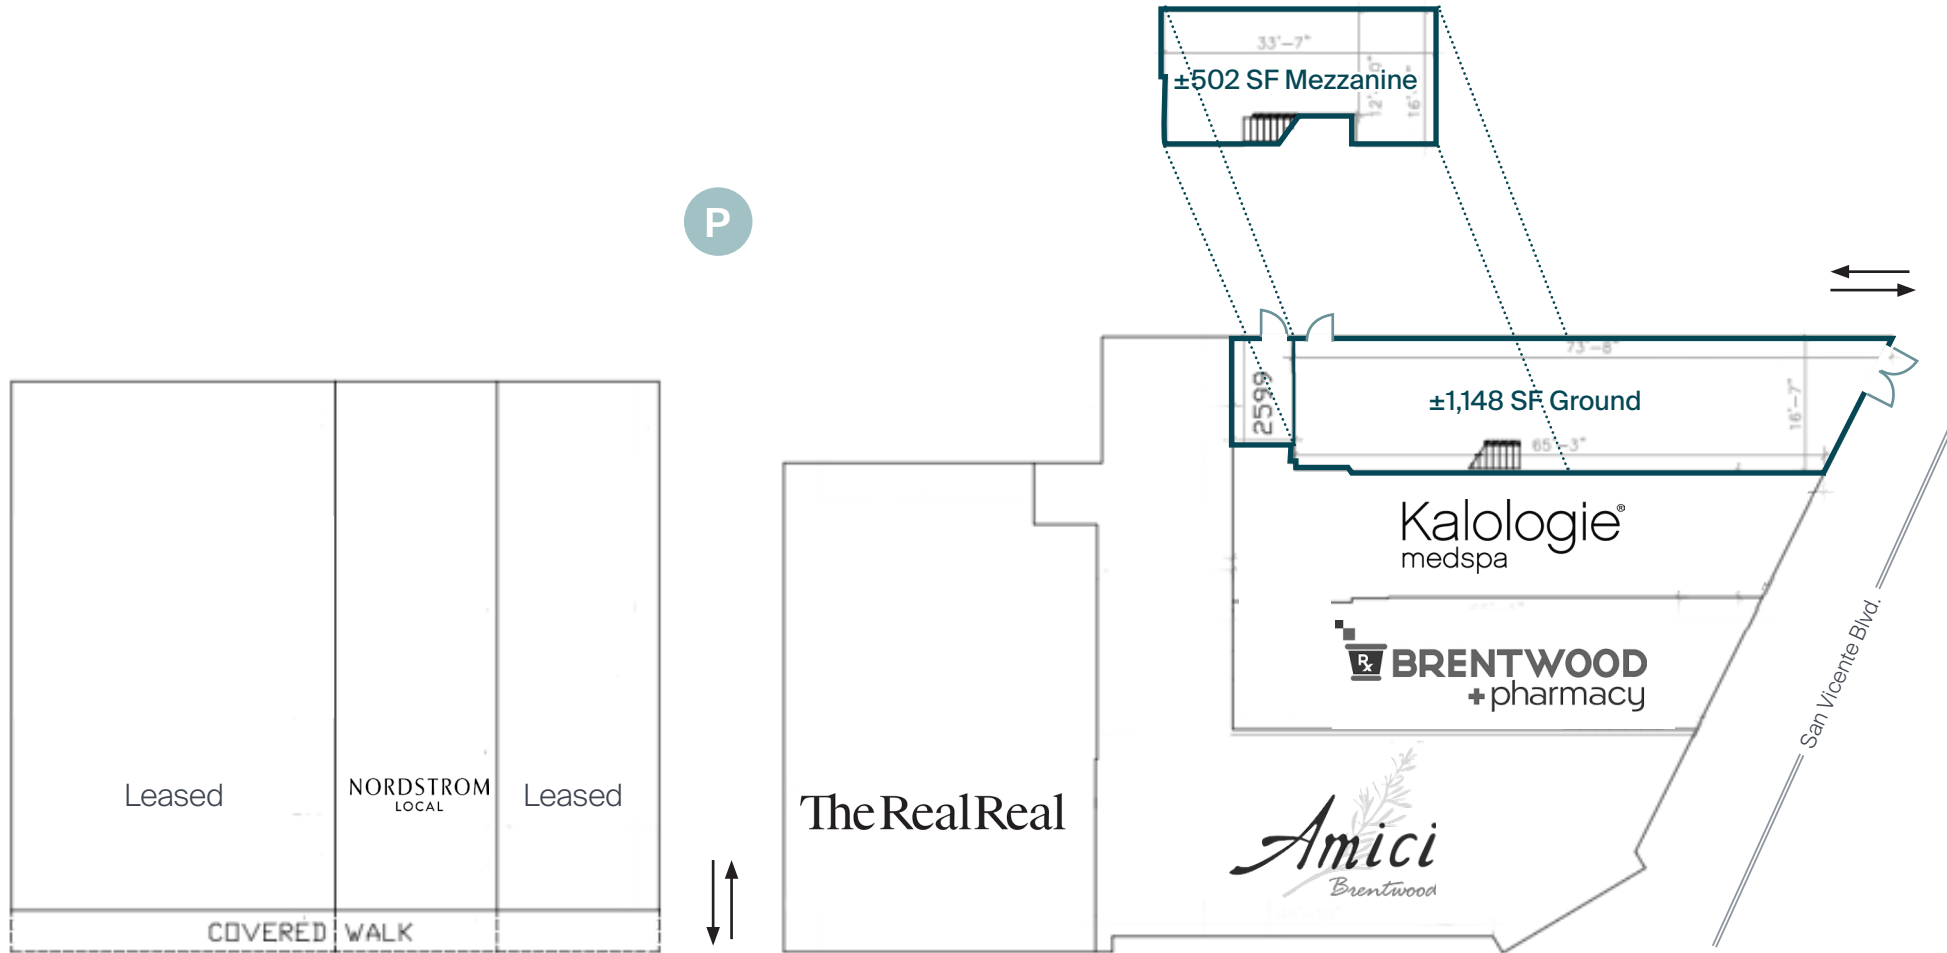 33'-7"
±502 SF Mezzanine
P
73'-8"
2599
±1,148 SF Ground
16'-7"
65'-3"
Kalologie®
medspa
Rx BRENTWOOD
+pharmacy
San Vicente Blvd.
Leased
NORDSTROM
LOCAL
Leased
The RealReal
Amici
Brentwood
COVERED WALK